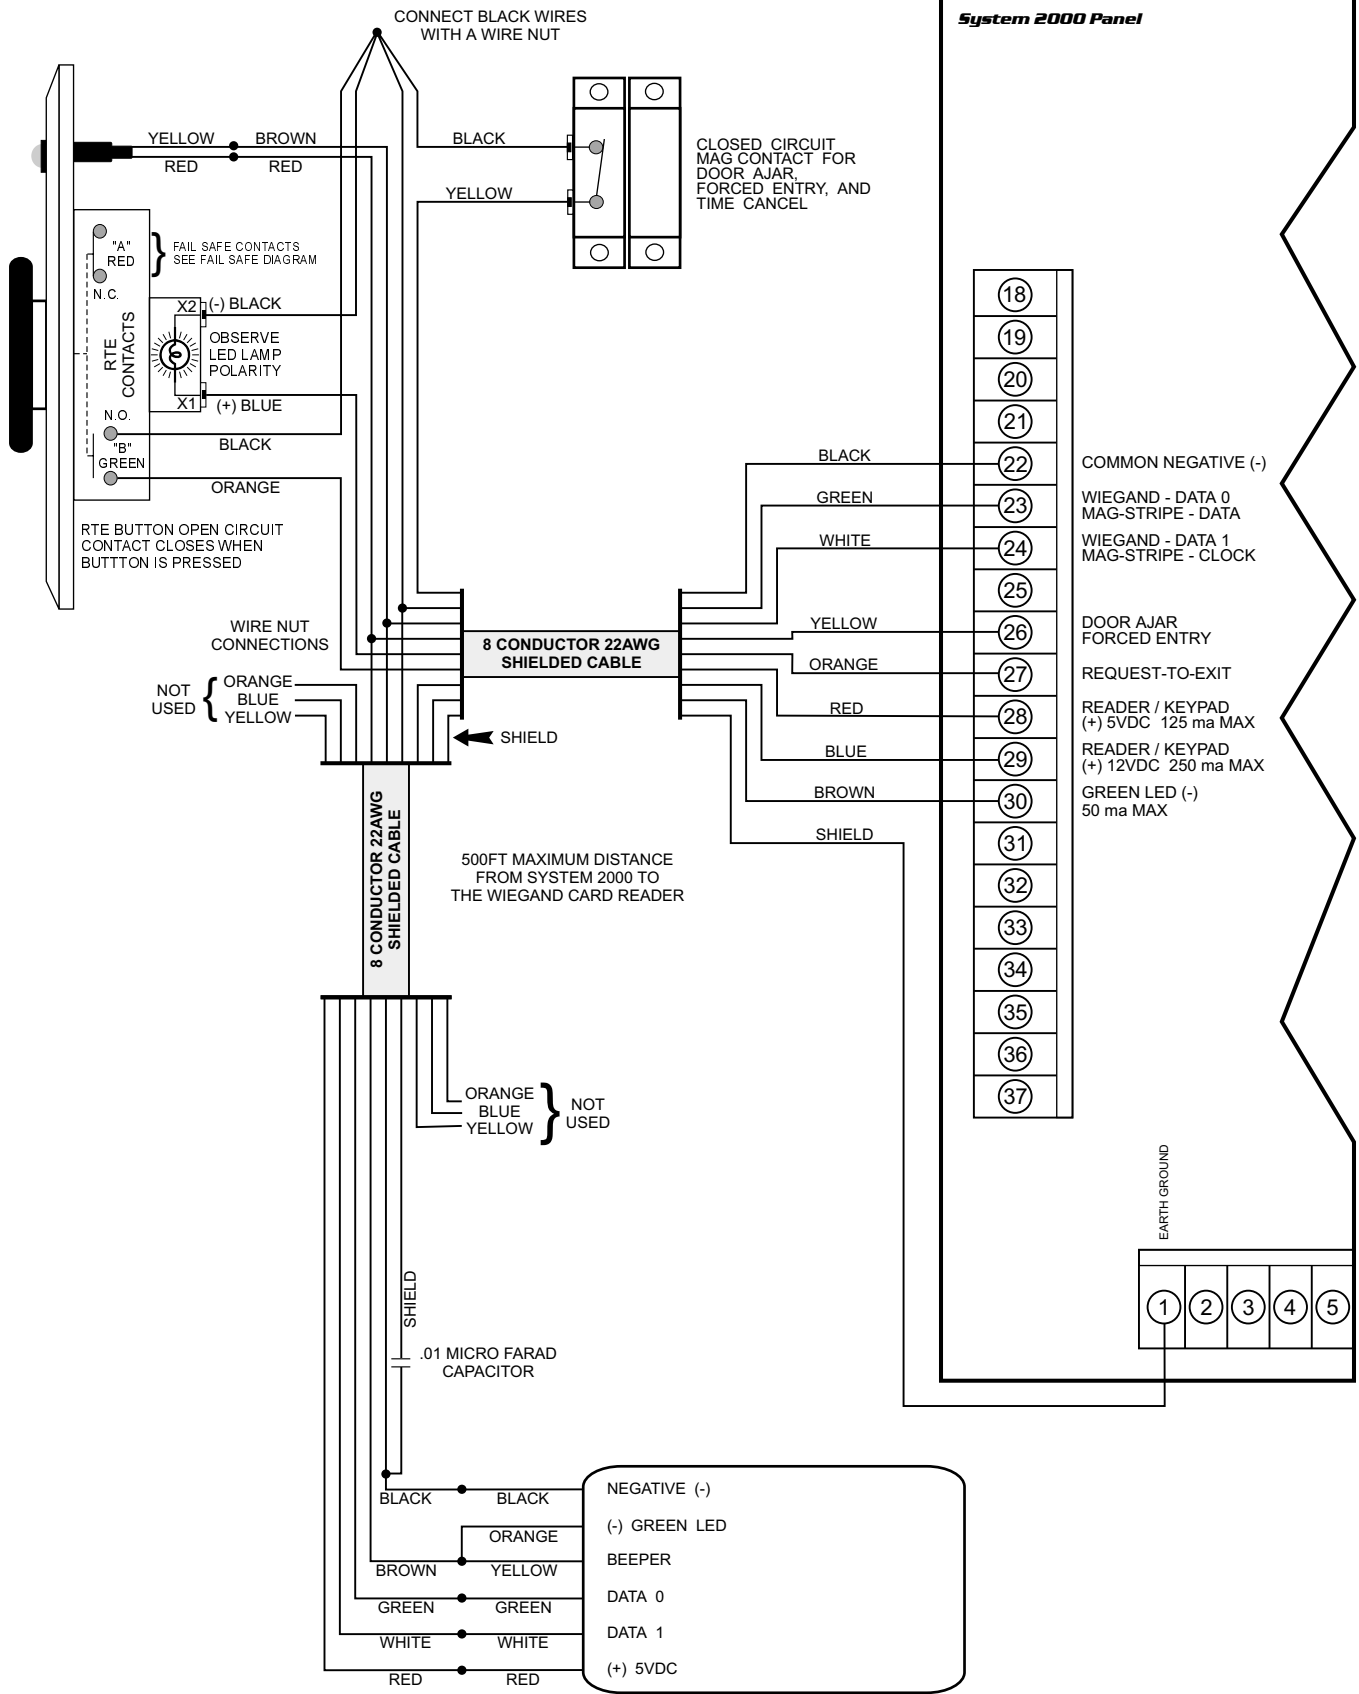 CONNECT BLACK WIRES
WITH A WIRE NUT
System 2000 Panel
YELLOW
BROWN
RED
RED
BLACK
YELLOW
CLOSED CIRCUIT
MAG CONTACT FOR
DOOR AJAR,
FORCED ENTRY, AND
TIME CANCEL
"A"
RED
N.C.
FAIL SAFE CONTACTS
SEE FAIL SAFE DIAGRAM
RTE
CONTACTS
X2
(-) BLACK
OBSERVE
LED LAMP
POLARITY
X1
(+) BLUE
N.O.
"B"
GREEN
BLACK
ORANGE
RTE BUTTON OPEN CIRCUIT
CONTACT CLOSES WHEN
BUTTTON IS PRESSED
WIRE NUT
CONNECTIONS
NOT
USED
ORANGE
BLUE
YELLOW
8 CONDUCTOR 22AWG
SHIELDED CABLE
SHIELD
BLACK
GREEN
WHITE
YELLOW
ORANGE
RED
BLUE
BROWN
SHIELD
18
19
20
21
22
23
24
25
26
27
28
29
30
31
32
33
34
35
36
37
COMMON NEGATIVE (-)
WIEGAND - DATA 0
MAG-STRIPE - DATA
WIEGAND - DATA 1
MAG-STRIPE - CLOCK
DOOR AJAR
FORCED ENTRY
REQUEST-TO-EXIT
READER / KEYPAD
(+) 5VDC 125 ma MAX
READER / KEYPAD
(+) 12VDC 250 ma MAX
GREEN LED (-)
50 ma MAX
8 CONDUCTOR 22AWG
SHIELDED CABLE
500FT MAXIMUM DISTANCE
FROM SYSTEM 2000 TO
THE WIEGAND CARD READER
ORANGE
BLUE
YELLOW
NOT
USED
EARTH GROUND
1
2
3
4
5
SHIELD
.01 MICRO FARAD
CAPACITOR
BLACK
BLACK
NEGATIVE (-)
ORANGE
(-) GREEN LED
BROWN
YELLOW
BEEPER
GREEN
GREEN
DATA 0
WHITE
WHITE
DATA 1
RED
RED
(+) 5VDC